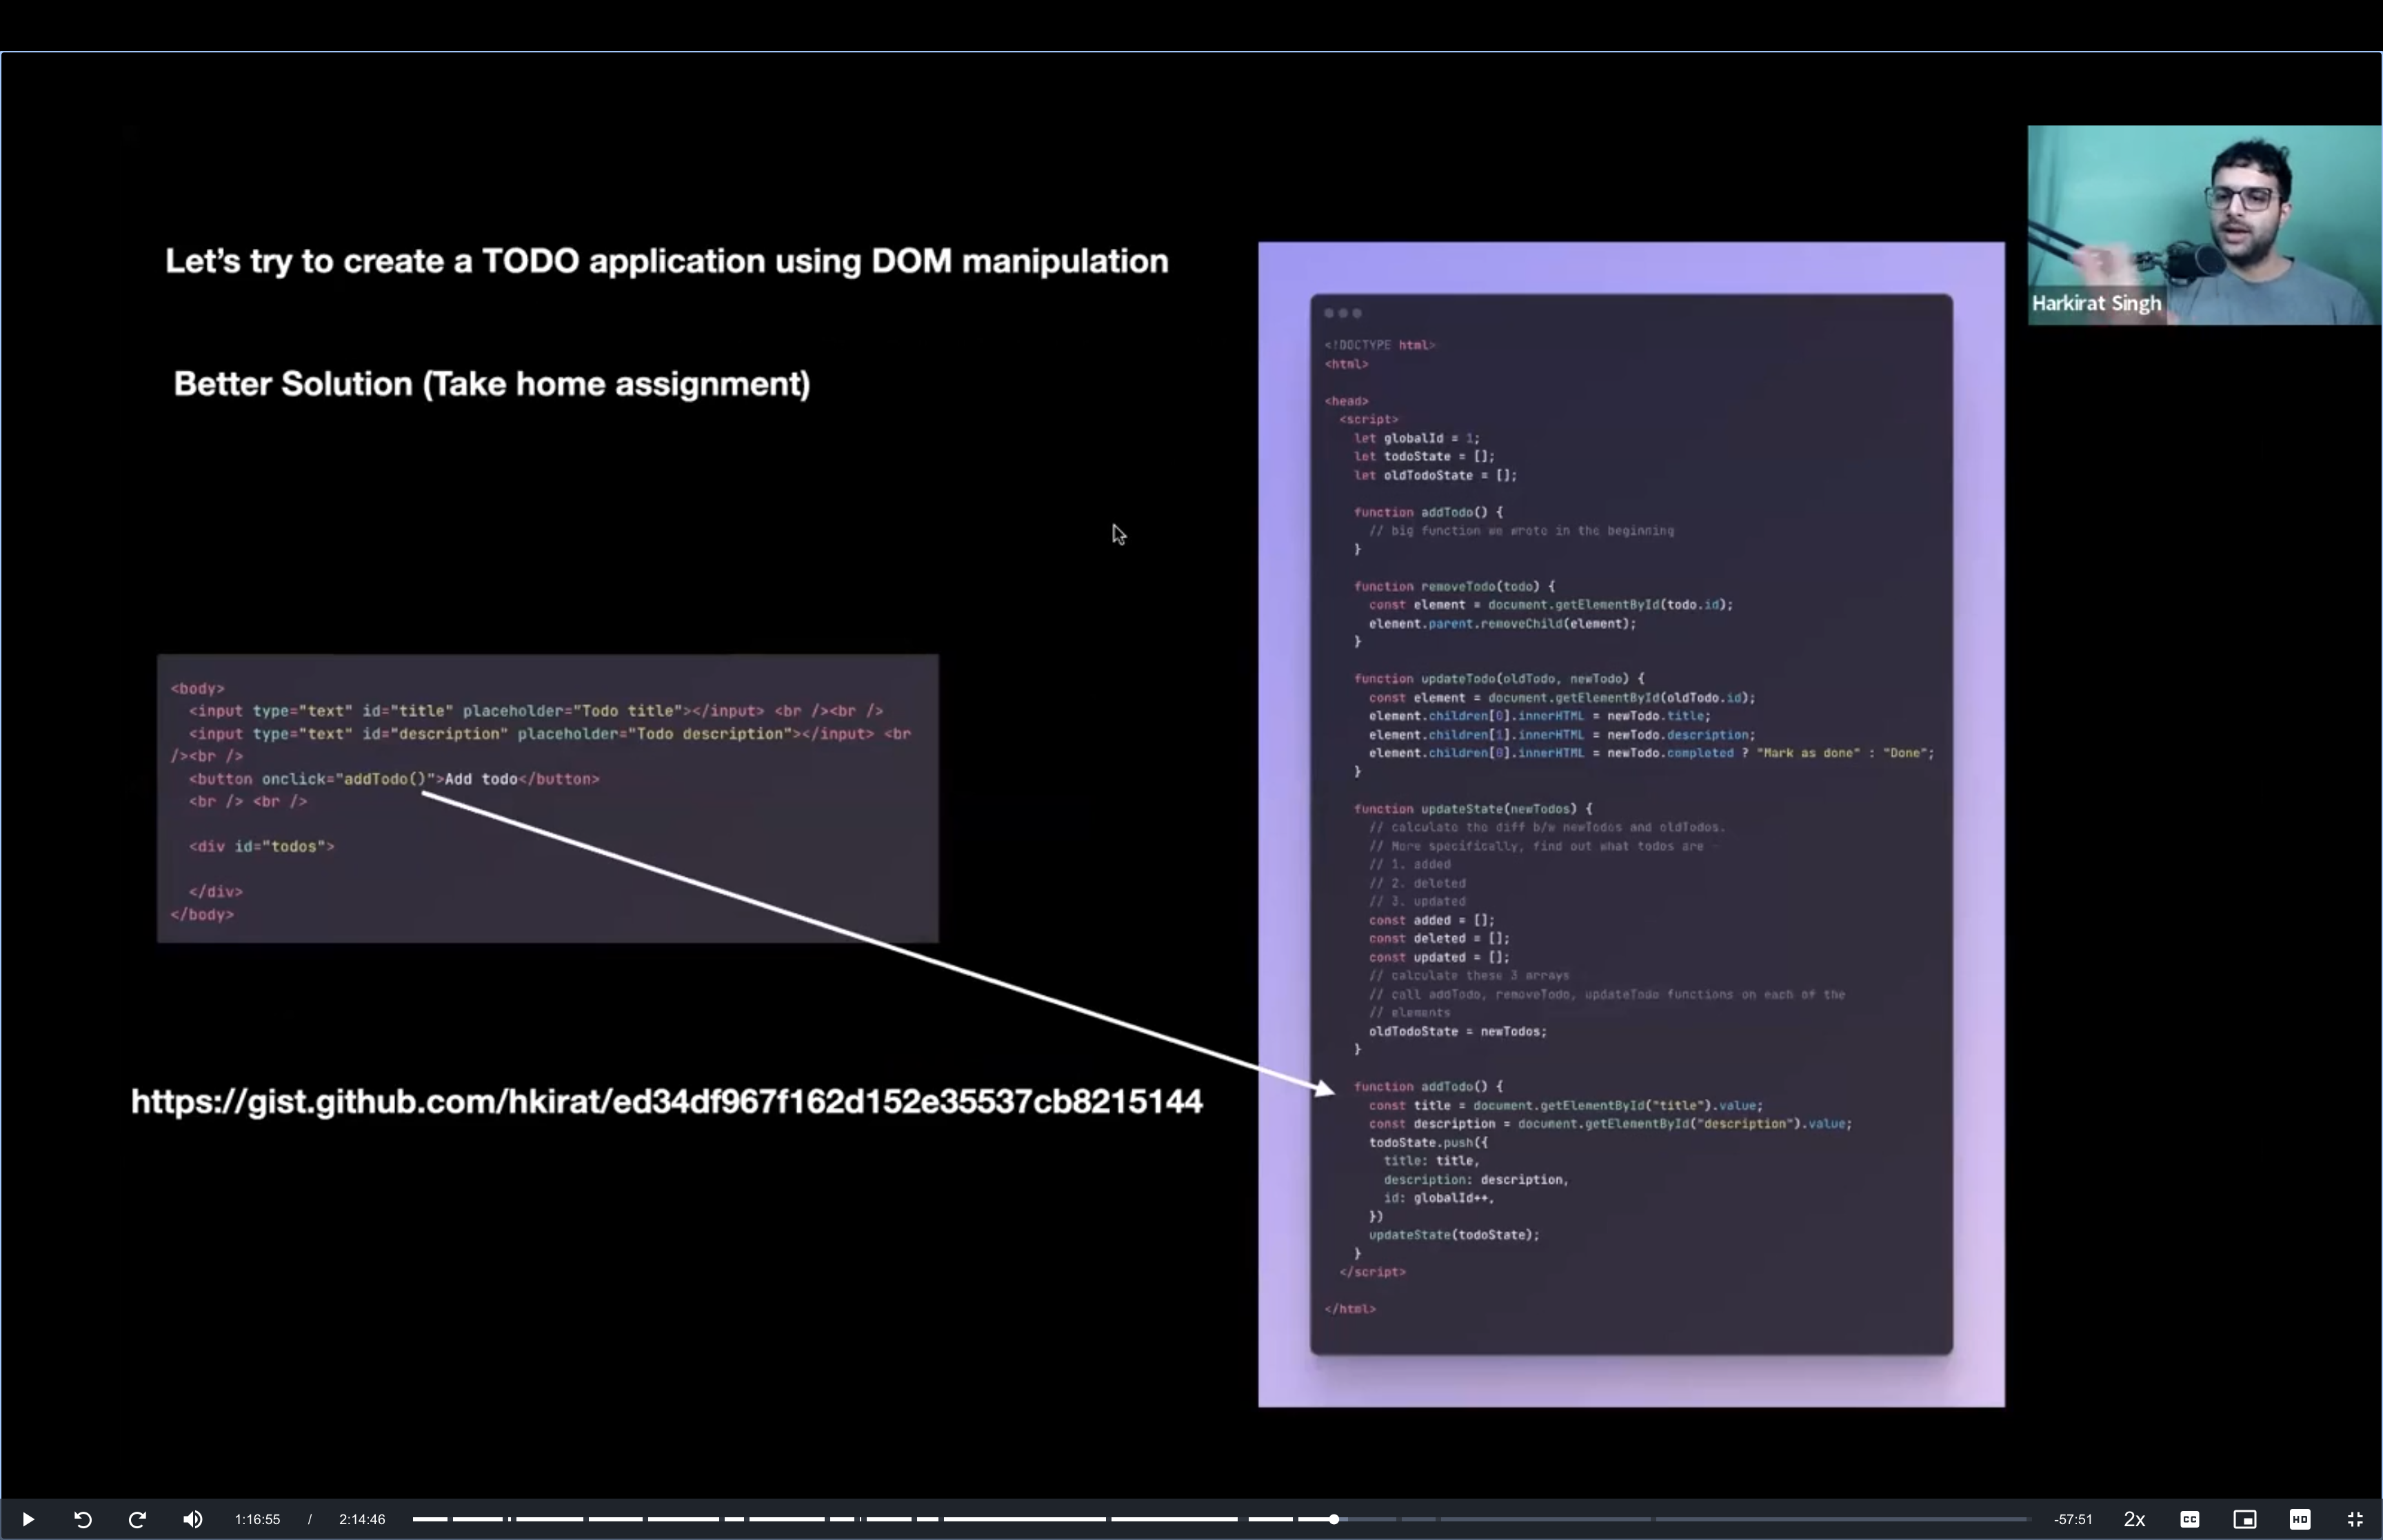 Let's try to create a TODO application using DOM manipulation
Better Solution (Take home assignment)
<body>
<input type="text" id="title" placeholder="Todo title"></input> <br /><br />
<input type="text" id="description" placeholder="Todo description"></input> <br
/><br />
<button onclick="addTodo()">Add todo</button>
<br /> <br />
<div id="todos">
</div>
</body>
https://gist.github.com/hkirat/ed34df967f162d152e35537cb8215144
<!DOCTYPE html>
<html>
<head>
<script>
let globalId = 1;
let todoState = [];
let oldTodoState = [];
function addTodo() {
// big function we wrote in the beginning
}
function removeTodo(todo) {
const element = document.getElementById(todo.id);
element.parent.removeChild(element);
}
function updateTodo(oldTodo, newTodo) {
const element = document.getElementById(oldTodo.id);
element.children[0].innerHTML = newTodo.title;
element.children[1].innerHTML = newTodo.description;
element.children[0].innerHTML = newTodo.completed ? "Mark as done" : "Done";
}
function updateState(newTodos) {
// calculate the diff b/w newTodos and oldTodos.
// More specifically, find out what todos are -
// 1. added
// 2. deleted
// 3. updated
const added = [];
const deleted = [];
const updated = [];
// calculate these 3 arrays
// call addTodo, removeTodo, updateTodo functions on each of the
// elements
oldTodoState = newTodos;
}
function addTodo() {
const title = document.getElementById("title").value;
const description = document.getElementById("description").value;
todoState.push({
title: title,
description: description,
id: globalId++,
})
updateState(todoState);
}
</script>
</html>
Harkirat Singh
1:16:55 / 2:14:46
-57:51
2x
CC
HD